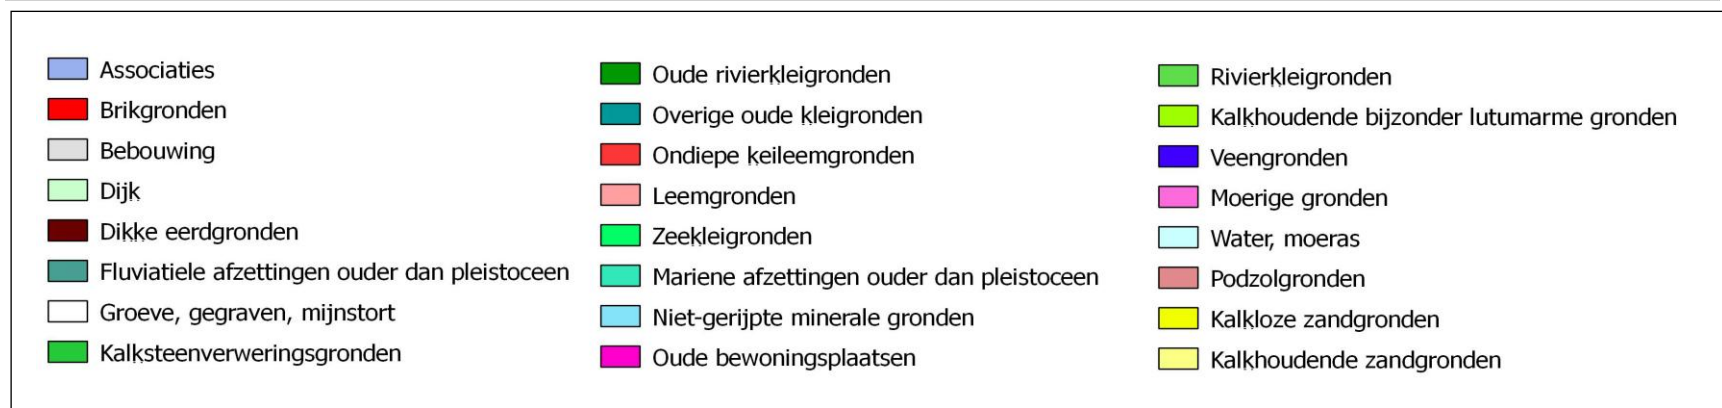 Associaties
Brikgronden
Bebouwing
Dijk
Dikke eerdgronden
Fluviatiele afzettingen ouder dan pleistoceen
Groeve, gegraven, mijnstort
Kalksteenverweringsgronden
Oude rivierkleigronden
Overige oude kleigronden
Ondiepe keileemgronden
Leemgronden
Zeekleigronden
Mariene afzettingen ouder dan pleistoceen
Niet-gerijpte minerale gronden
Oude bewoningsplaatsen
Rivierkleigronden
Kalkhoudende bijzonder lutumarme gronden
Veengronden
Moerige gronden
Water, moeras
Podzolgronden
Kalkloze zandgronden
Kalkhoudende zandgronden